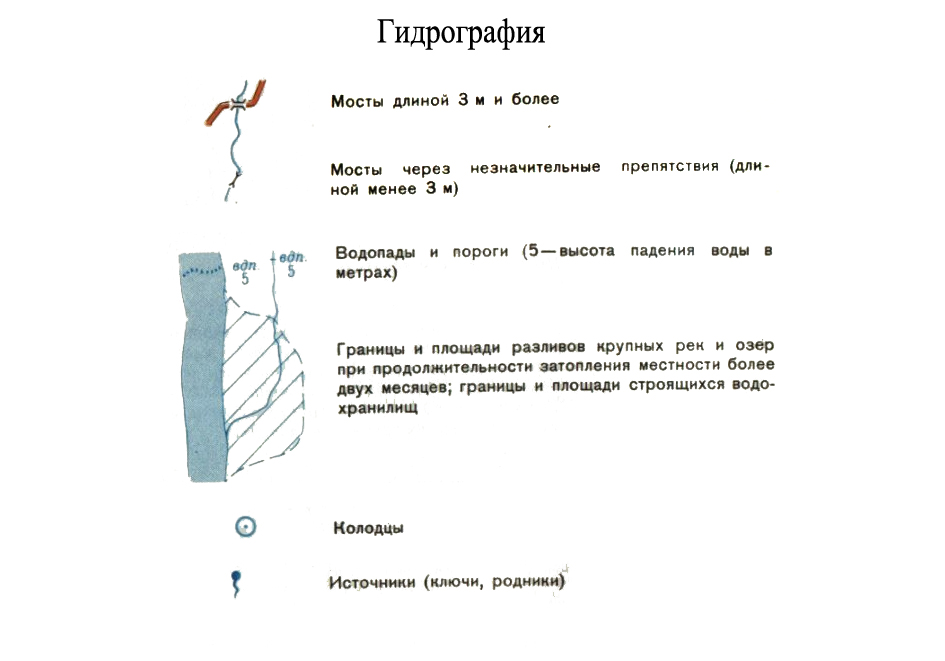 Гидрография
Мосты длиной 3 м и более
Мосты через незначительные препятствия (дли-
ной менее 3 м)
вдп.
5
вдп.
5
Водопады и пороги (5—высота падения воды в
метрах)
Границы и площади разливов крупных рек и озер
при продолжительности затопления местности более
двух месяцев; границы и площади строящихся водо-
хранилищ
Колодцы
Источники (ключи, родники)